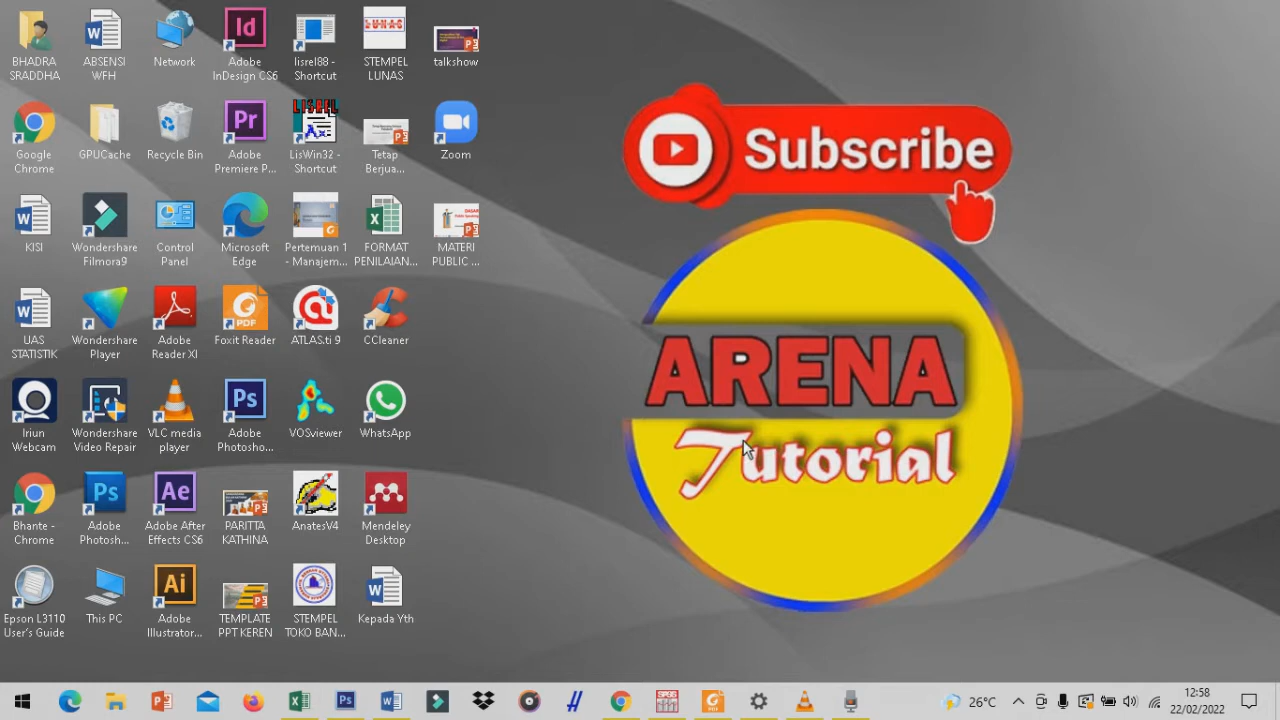 BHADRA
SRADDHA
ABSENSI
WFH
Network
Adobe
InDesign CS6
lisrel88 -
Shortcut
STEMPEL
LUNAS
talkshow
Google
Chrome
GPUCache
Recycle Bin
Adobe
Premiere P...
LisWin32 -
Shortcut
Tetap
Berjua...
Zoom
KISI
Wondershare
Filmora9
Control
Panel
Microsoft
Edge
Pertemuan 1
- Manajem...
FORMAT
PENILAIAN...
MATERI
PUBLIC ...
UAS
STATISTIK
Wondershare
Player
Adobe
Reader XI
Foxit Reader
ATLAS.ti 9
CCleaner
Iriun
Webcam
Wondershare
Video Repair
VLC media
player
Adobe
Photosho...
VOSviewer
WhatsApp
Bhante -
Chrome
Adobe
Photosh...
Adobe After
Effects CS6
PARITTA
KATHINA
AnatesV4
Mendeley
Desktop
Epson L3110
User's Guide
This PC
Adobe
Illustrator...
TEMPLATE
PPT KEREN
STEMPEL
TOKO BAN...
Kepada Yth
Subscribe
ARENA
Tutorial
26°C
12:58
22/02/2022